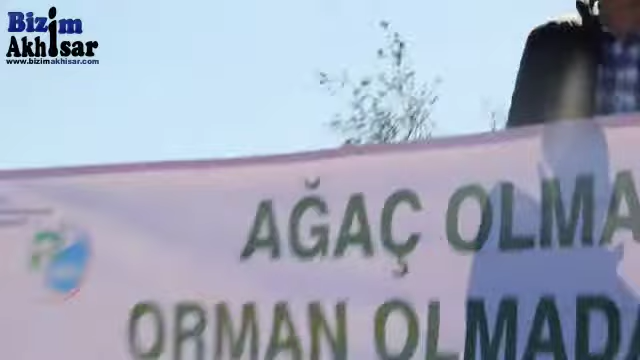 Bizim
Akhisar
www.bizimakhisar.com
AĞAÇ OLMA
ORMAN OLMADA